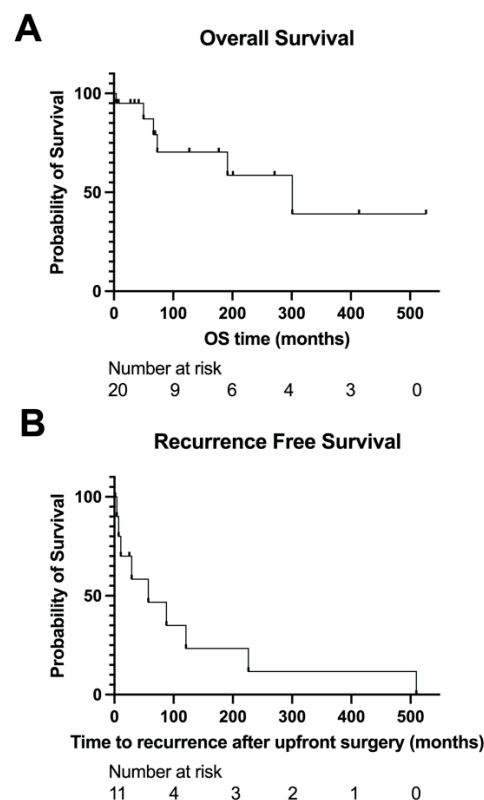 A
Overall Survival
Probability of Survival
100
50
0
0 100 200 300 400 500
OS time (months)
Number at risk
20 9 6 4 3 0
B
Recurrence Free Survival
Probability of Survival
100
50
0
0 100 200 300 400 500
Time to recurrence after upfront surgery (months)
Number at risk
11 4 3 2 1 0